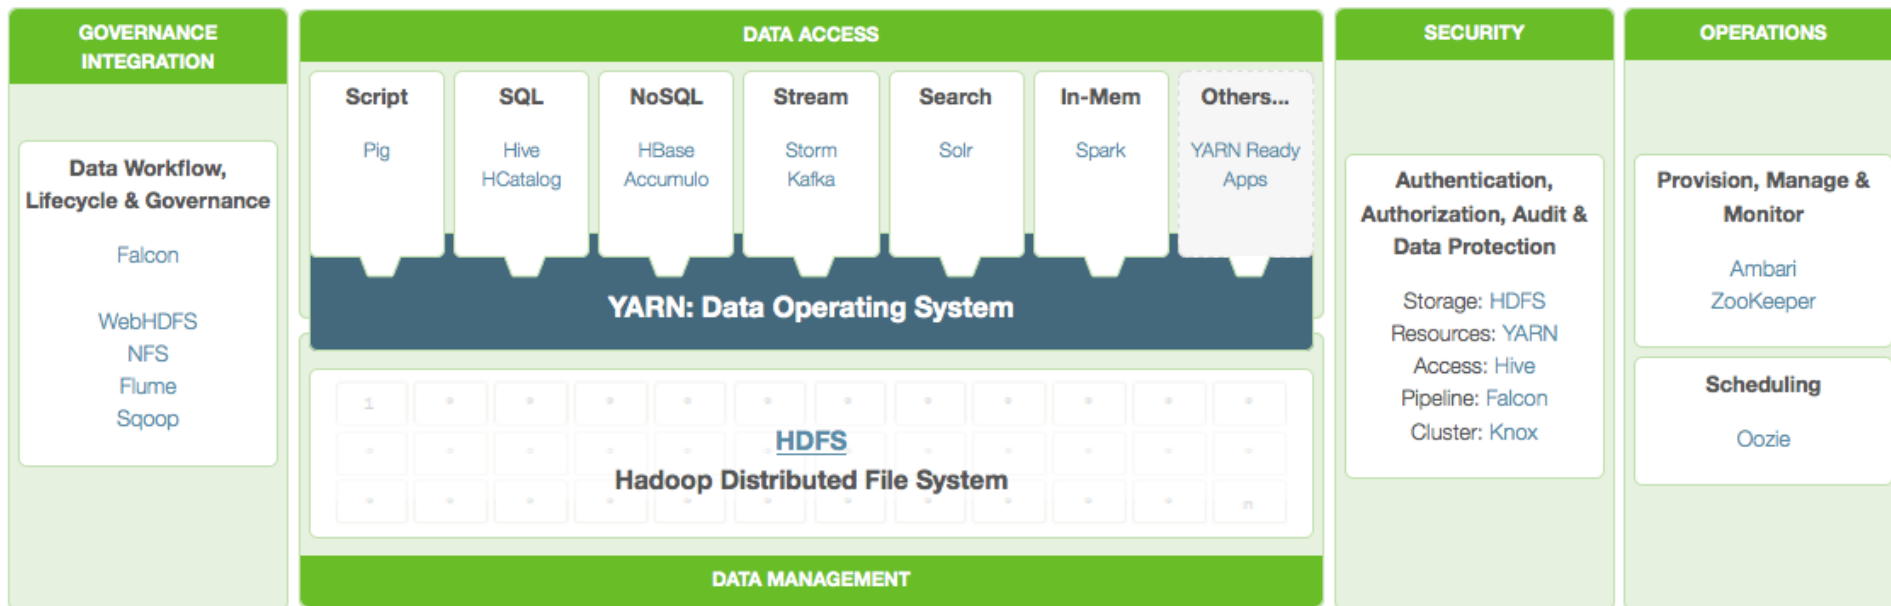 GOVERNANCE
INTEGRATION
Data Workflow,
Lifecycle & Governance
Falcon
WebHDFS
NFS
Flume
Sqoop
DATA ACCESS
Script
Pig
SQL
Hive
HCatalog
NoSQL
HBase
Accumulo
Stream
Storm
Kafka
Search
Solr
In-Mem
Spark
Others...
YARN Ready
Apps
YARN: Data Operating System
1
HDFS
Hadoop Distributed File System
n
DATA MANAGEMENT
SECURITY
Authentication,
Authorization, Audit &
Data Protection
Storage: HDFS
Resources: YARN
Access: Hive
Pipeline: Falcon
Cluster: Knox
OPERATIONS
Provision, Manage &
Monitor
Ambari
ZooKeeper
Scheduling
Oozie